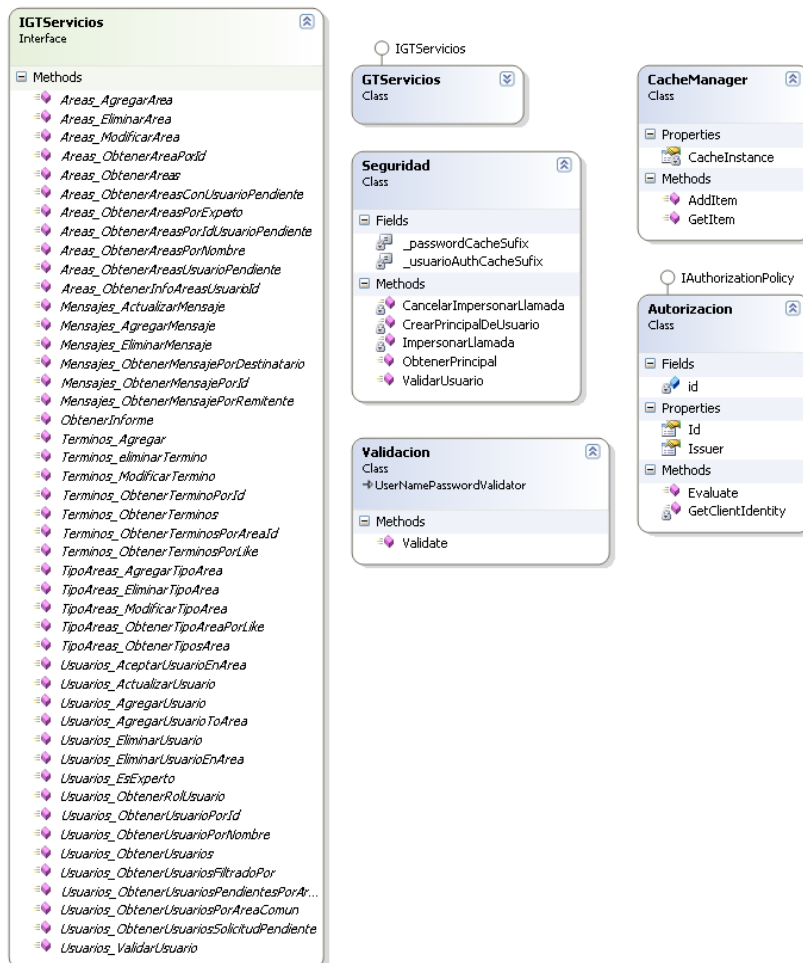 IGTServicios
Interface
Methods
Areas_AgregarArea
Areas_EliminarArea
Areas_ModificarArea
Areas_ObtenerAreaPorId
Areas_ObtenerAreas
Areas_ObtenerAreasConUsuarioPendiente
Areas_ObtenerAreasPorExperto
Areas_ObtenerAreasPorIdUsuarioPendiente
Areas_ObtenerAreasPorNombre
Areas_ObtenerAreasUsuarioPendiente
Areas_ObtenerInfoAreasUsuarioId
Mensajes_ActualizarMensaje
Mensajes_AgregarMensaje
Mensajes_EliminarMensaje
Mensajes_ObtenerMensajePorDestinatario
Mensajes_ObtenerMensajePorId
Mensajes_ObtenerMensajePorRemitente
ObtenerInforme
Terminos_Agregar
Terminos_eliminarTermino
Terminos_ModificarTermino
Terminos_ObtenerTerminoPorId
Terminos_ObtenerTerminos
Terminos_ObtenerTerminosPorAreaId
Terminos_ObtenerTerminosPorLike
TipoAreas_AgregarTipoArea
TipoAreas_EliminarTipoArea
TipoAreas_ModificarTipoArea
TipoAreas_ObtenerTipoAreaPorLike
TipoAreas_ObtenerTiposArea
Usuarios_AceptarUsuarioEnArea
Usuarios_ActualizarUsuario
Usuarios_AgregarUsuario
Usuarios_AgregarUsuarioToArea
Usuarios_EliminarUsuario
Usuarios_EliminarUsuarioEnArea
Usuarios_EsExperto
Usuarios_ObtenerRolUsuario
Usuarios_ObtenerUsuarioPorId
Usuarios_ObtenerUsuarioPorNombre
Usuarios_ObtenerUsuarios
Usuarios_ObtenerUsuariosFiltradoPor
Usuarios_ObtenerUsuariosPendientesPorAr...
Usuarios_ObtenerUsuariosPorAreaComun
Usuarios_ObtenerUsuariosSolicitudPendiente
Usuarios_ValidarUsuario
IGTServicios
GTServicios
Class
Seguridad
Class
Fields
_passwordCacheSufix
_usuarioAuthCacheSufix
Methods
CancelarImpersonarLlamada
CrearPrincipalDeUsuario
ImpersonarLlamada
ObtenerPrincipal
ValidarUsuario
Validacion
Class
UserNamePasswordValidator
Methods
Validate
CacheManager
Class
Properties
CacheInstance
Methods
AddItem
GetItem
IAuthorizationPolicy
Autorizacion
Class
Fields
id
Properties
Id
Issuer
Methods
Evaluate
GetClientIdentity